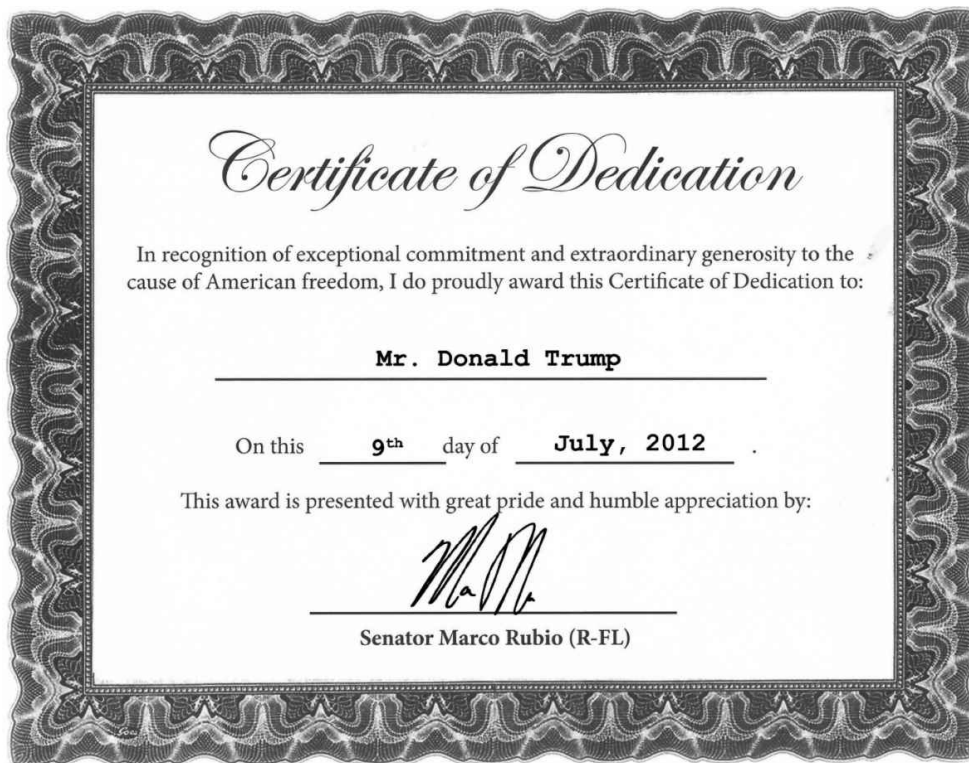 Certificate of Dedication
In recognition of exceptional commitment and extraordinary generosity to the
cause of American freedom, I do proudly award this Certificate of Dedication to:
Mr. Donald Trump
On this 9th day of July, 2012 .
This award is presented with great pride and humble appreciation by:
Senator Marco Rubio (R-FL)